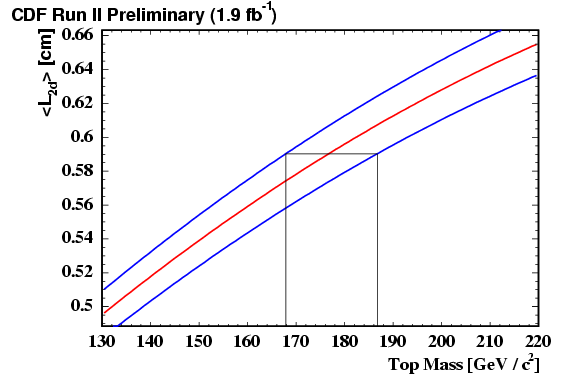 CDF Run II Preliminary (1.9 fb⁻¹)
<L₂d> [cm]
0.66
0.64
0.62
0.6
0.58
0.56
0.54
0.52
0.5
130 140 150 160 170 180 190 200 210 220
Top Mass [GeV / c²]